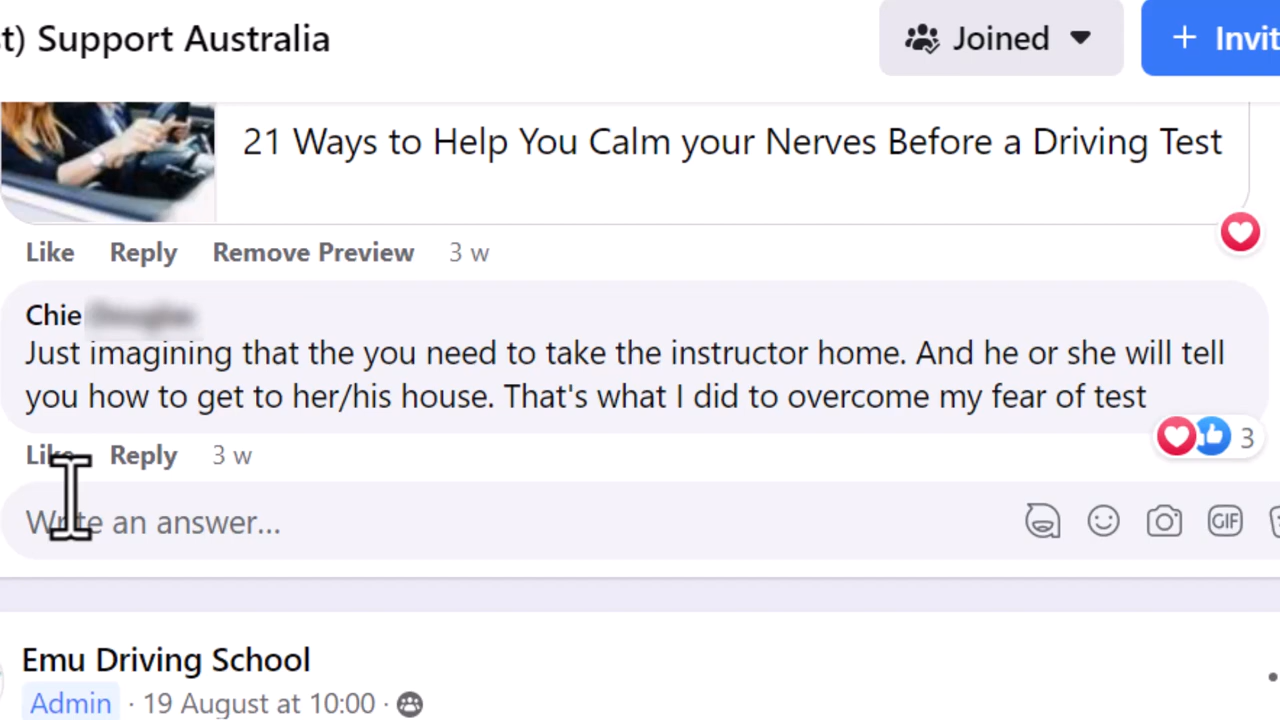 t) Support Australia
Joined
+ Invit
21 Ways to Help You Calm your Nerves Before a Driving Test
Like Reply Remove Preview 3 w
Chie
Just imagining that the you need to take the instructor home. And he or she will tell
you how to get to her/his house. That's what I did to overcome my fear of test
3
Like Reply 3 w
Write an answer...
GIF
Emu Driving School
Admin · 19 August at 10:00 ·